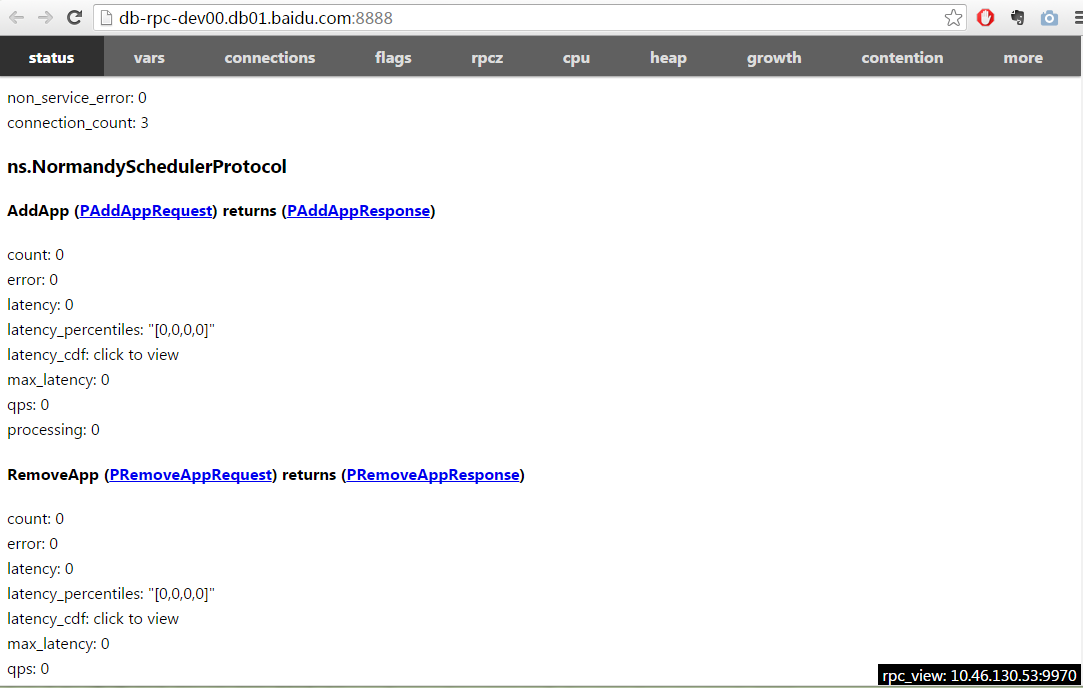 db-rpc-dev00.db01.baidu.com:8888
status vars connections flags rpcz cpu heap growth contention more
non_service_error: 0
connection_count: 3
ns.NormandySchedulerProtocol
AddApp (PAddAppRequest) returns (PAddAppResponse)
count: 0
error: 0
latency: 0
latency_percentiles: "[0,0,0,0]"
latency_cdf: click to view
max_latency: 0
qps: 0
processing: 0
RemoveApp (PRemoveAppRequest) returns (PRemoveAppResponse)
count: 0
error: 0
latency: 0
latency_percentiles: "[0,0,0,0]"
latency_cdf: click to view
max_latency: 0
qps: 0
rpc_view: 10.46.130.53:9970